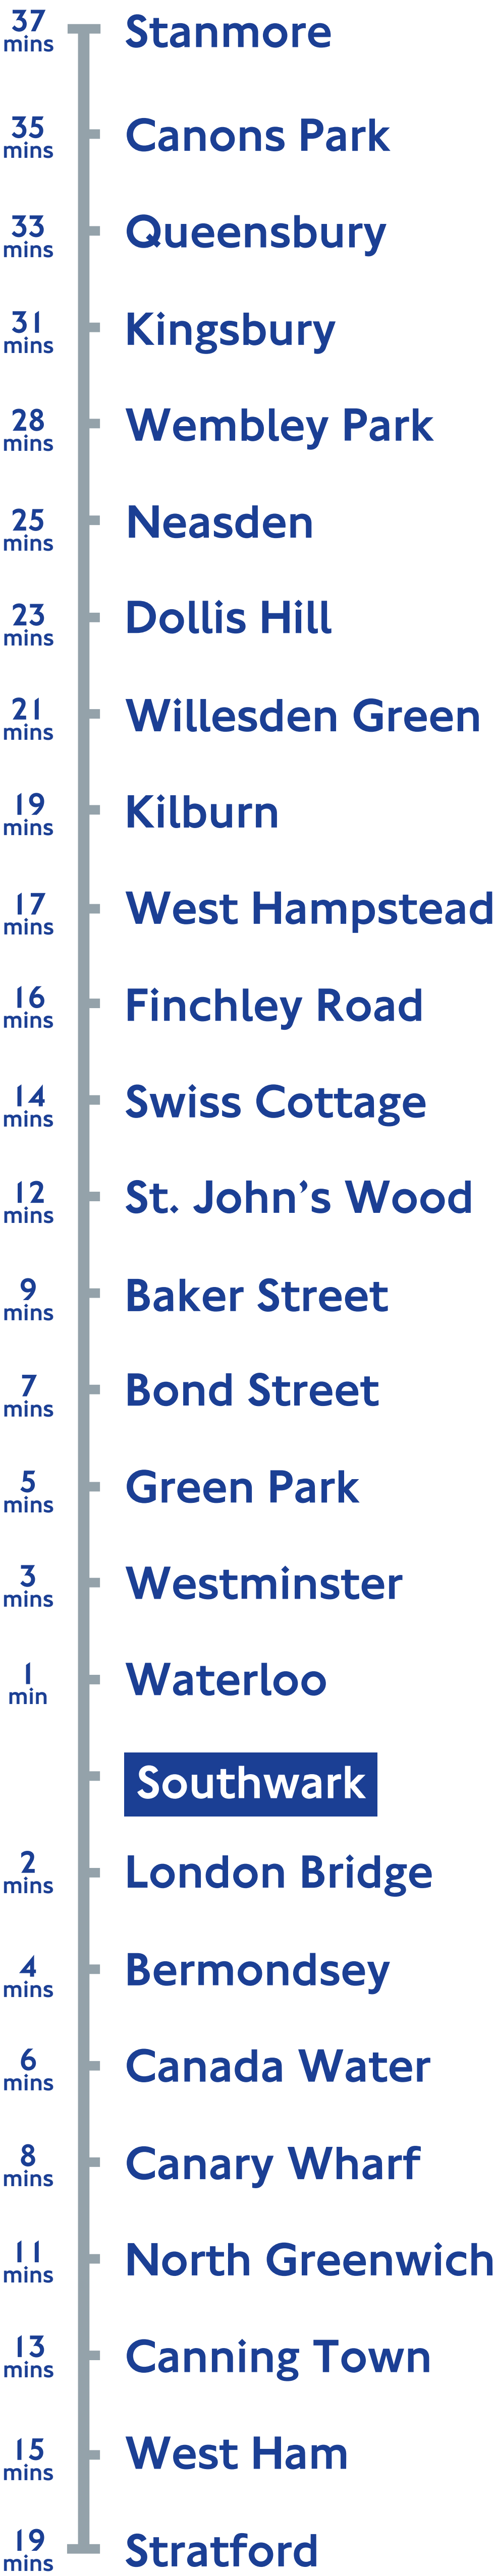 37 mins Stanmore
35 mins Canons Park
33 mins Queensbury
31 mins Kingsbury
28 mins Wembley Park
25 mins Neasden
23 mins Dollis Hill
21 mins Willesden Green
19 mins Kilburn
17 mins West Hampstead
16 mins Finchley Road
14 mins Swiss Cottage
12 mins St. John’s Wood
9 mins Baker Street
7 mins Bond Street
5 mins Green Park
3 mins Westminster
1 min Waterloo
Southwark
2 mins London Bridge
4 mins Bermondsey
6 mins Canada Water
8 mins Canary Wharf
11 mins North Greenwich
13 mins Canning Town
15 mins West Ham
19 mins Stratford